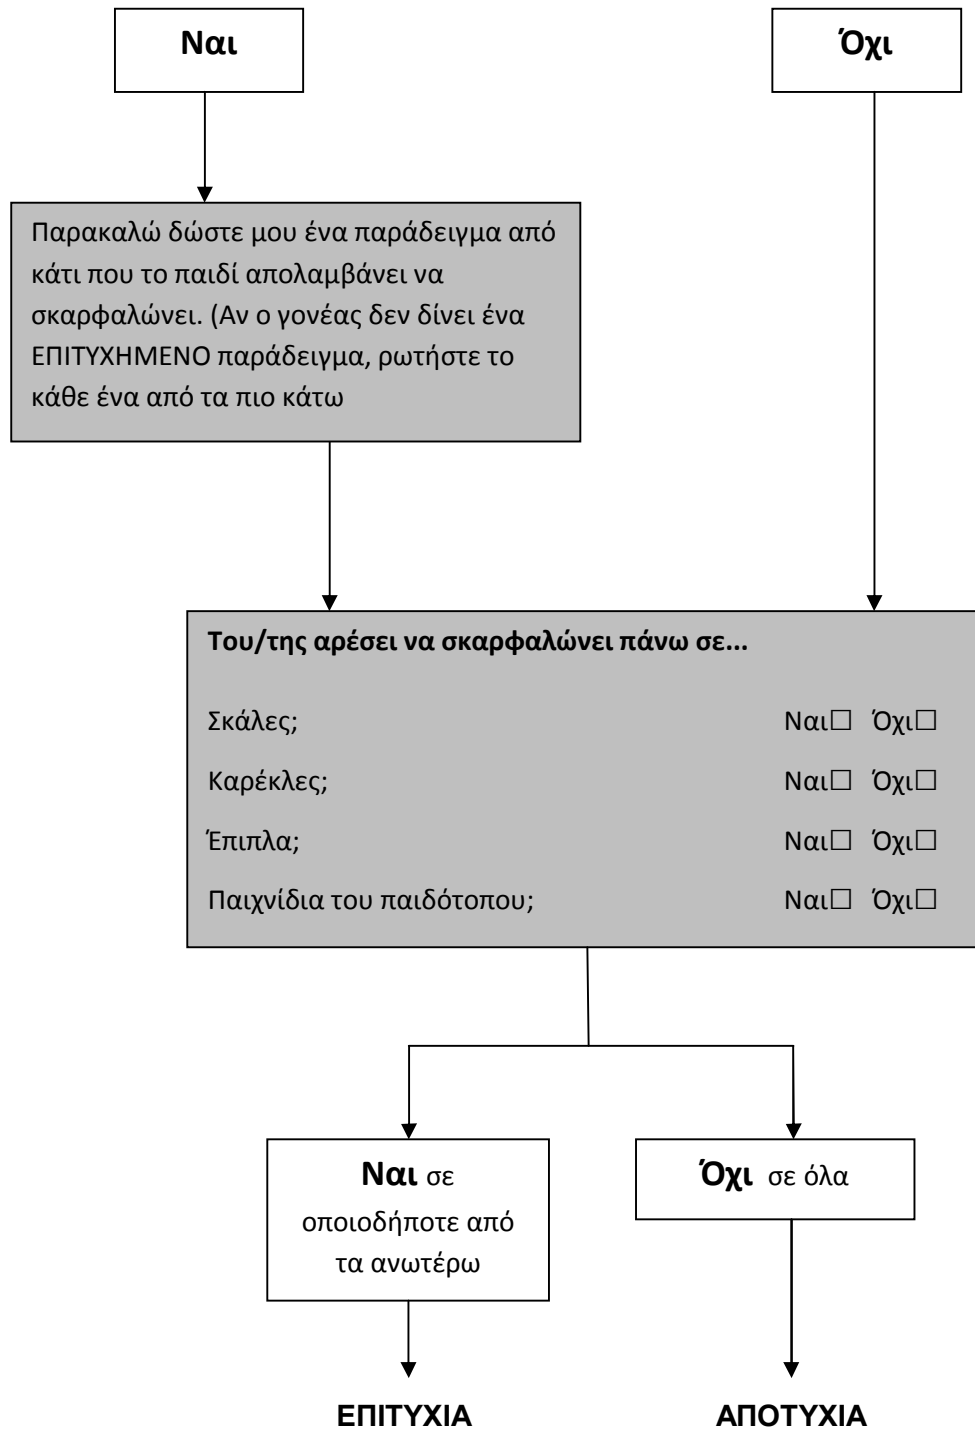 Ναι
Όχι
Παρακαλώ δώστε μου ένα παράδειγμα από
κάτι που το παιδί απολαμβάνει να
σκαρφαλώνει. (Αν ο γονέας δεν δίνει ένα
ΕΠΙΤΥΧΗΜΕΝΟ παράδειγμα, ρωτήστε το
κάθε ένα από τα πιο κάτω
Του/της αρέσει να σκαρφαλώνει πάνω σε...
Σκάλες; Ναι☐ Όχι☐
Καρέκλες; Ναι☐ Όχι☐
Έπιπλα; Ναι☐ Όχι☐
Παιχνίδια του παιδότοπου; Ναι☐ Όχι☐
Ναι σε
οποιοδήποτε από
τα ανωτέρω
Όχι σε όλα
ΕΠΙΤΥΧΙΑ
ΑΠΟΤΥΧΙΑ